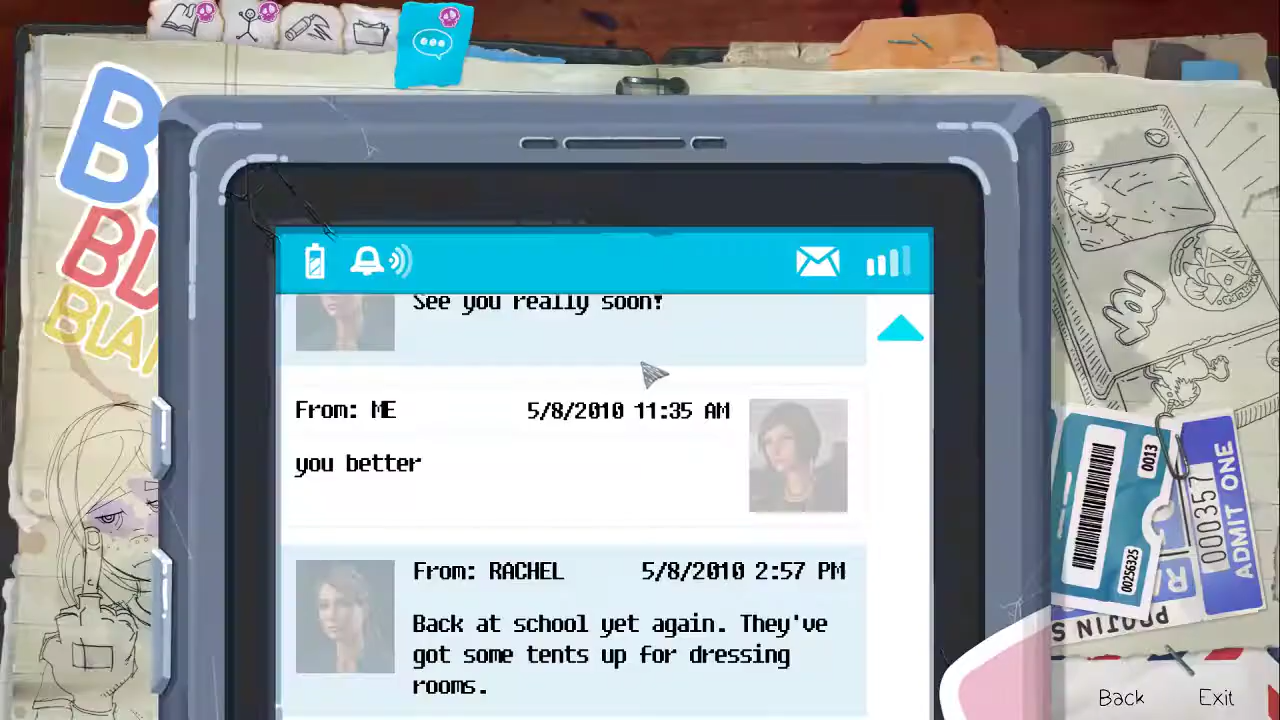 See you really soon!
From: ME 5/8/2010 11:35 AM
you better
From: RACHEL 5/8/2010 2:57 PM
Back at school yet again. They've
got some tents up for dressing
rooms.
0013
00256325
000357
ADMIT ONE
Back
Exit